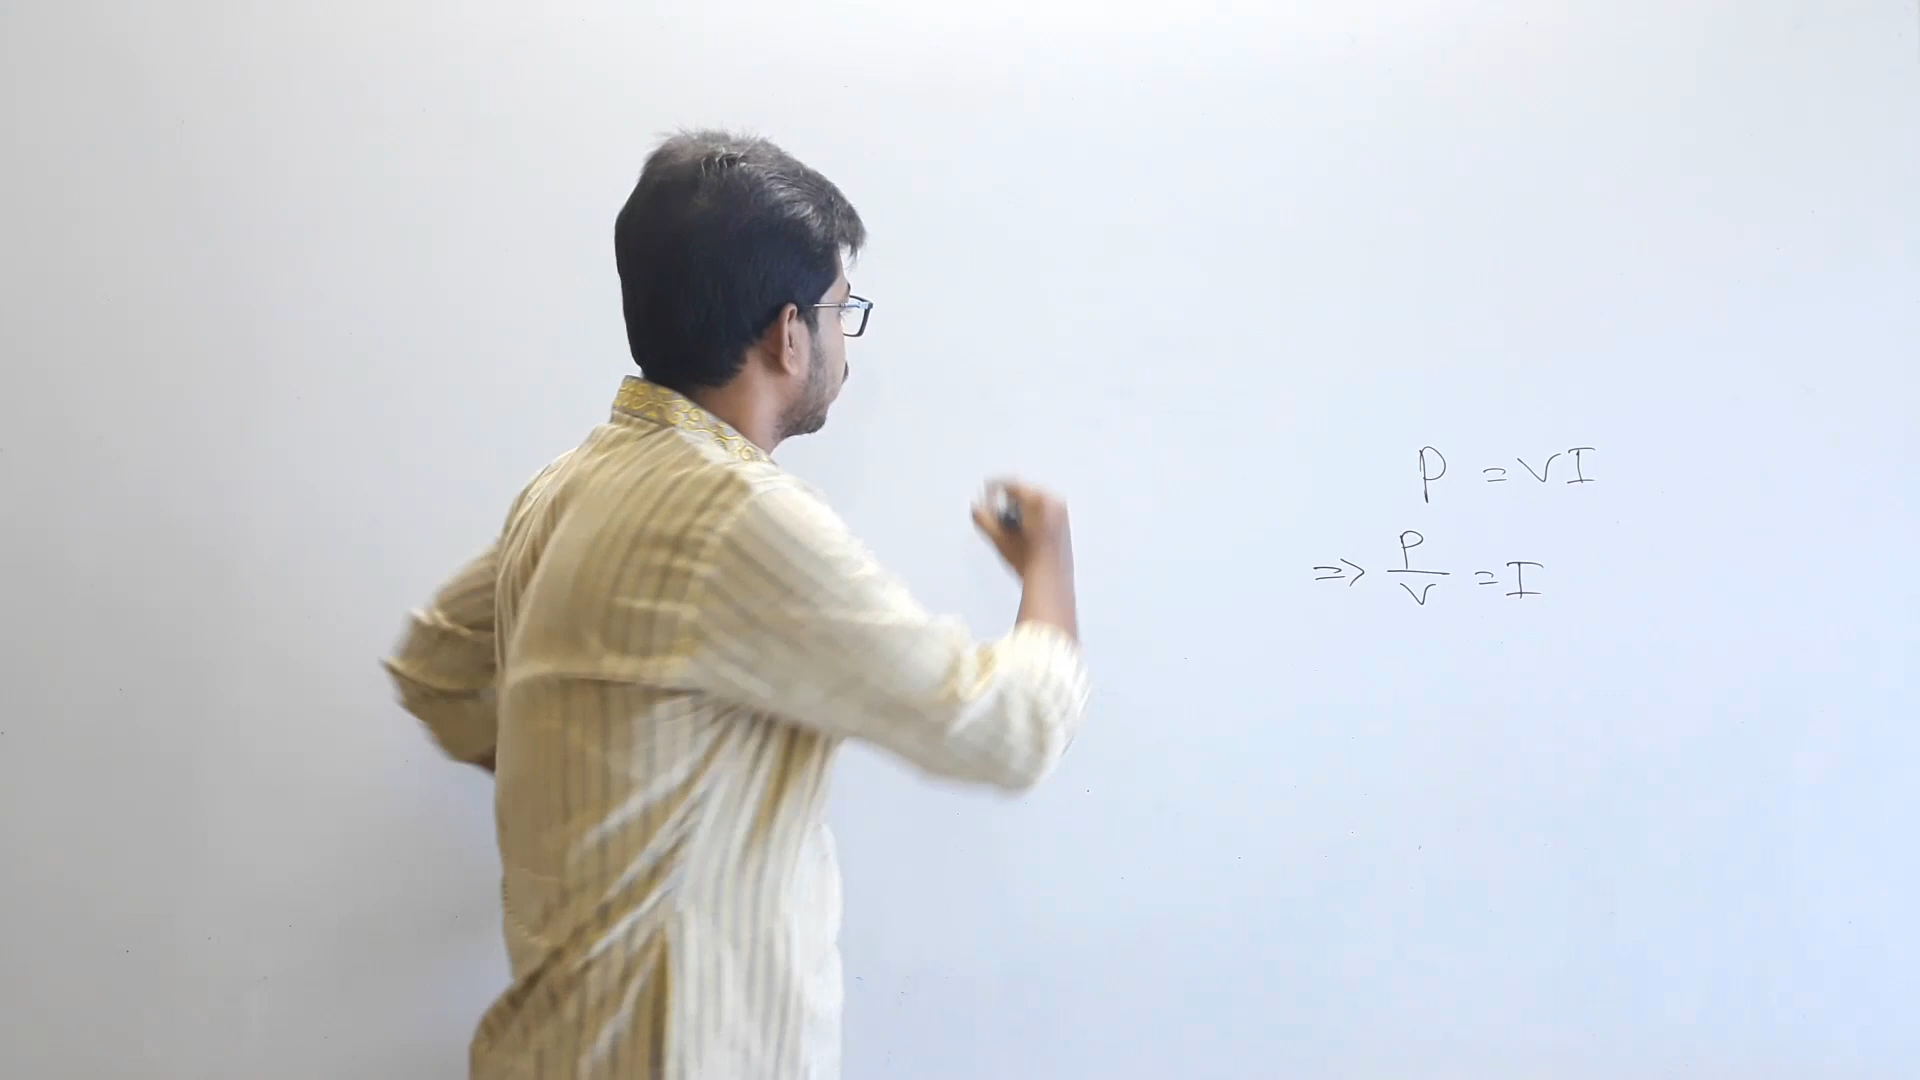 P = VI
=> P/V = I